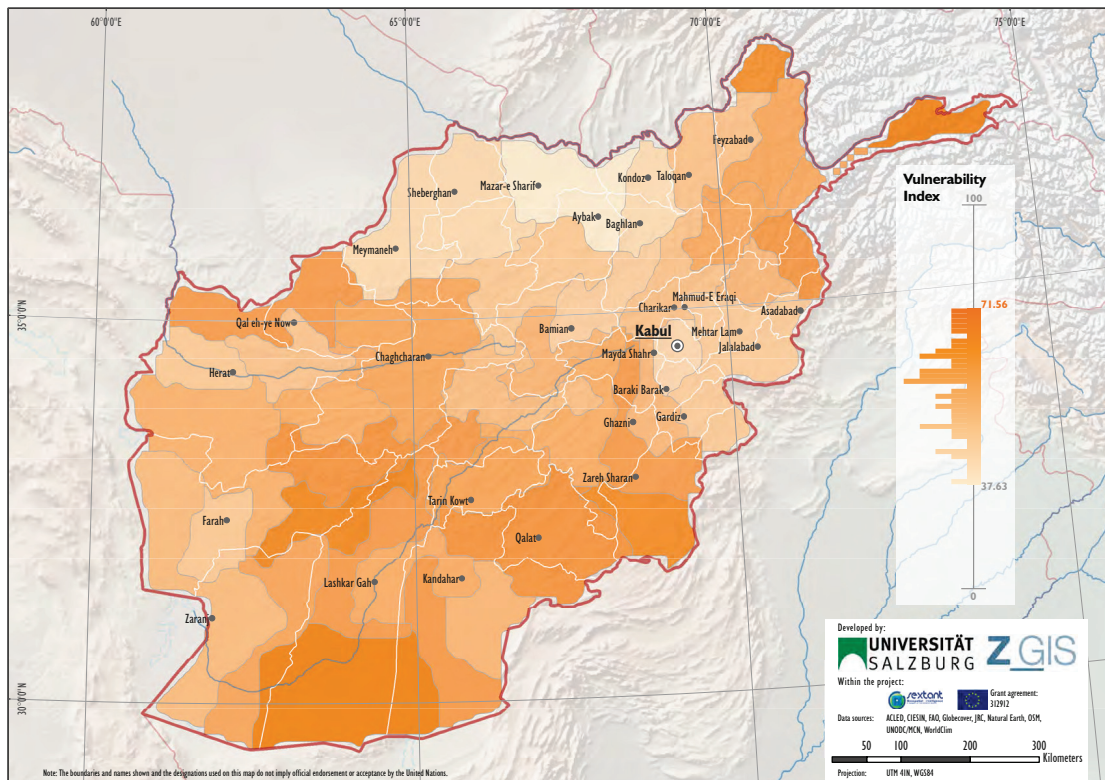 60°0'0"E
65°0'0"E
70°0'0"E
75°0'0"E
35°0'0"N
30°0'0"N
Feyzabad
Kondoz
Taloqan
Mazar-e Sharif
Sheberghan
Aybak
Baghlan
Meymaneh
Mahmud-E Eraqi
Charikar
Asadabad
Qal eh-ye Now
Bamian
Kabul
Mehtar Lam
Jalalabad
Chaghcharan
Mayda Shahr
Herat
Baraki Barak
Gardiz
Ghazni
Zareh Sharan
Tarin Kowt
Farah
Qalat
Lashkar Gah
Kandahar
Zaranj
Vulnerability
Index
100
71.56
37.63
0
Developed by:
UNIVERSITÄT
SALZBURG
Z_GIS
Within the project:
sextant
Grant agreement:
312912
Data sources: ACLED, CIESIN, FAO, Globecover, JRC, Natural Earth, OSM,
UNODC/MCN, WorldClim
50 100 200 300
Kilometers
Projection: UTM 41N, WGS84
Note: The boundaries and names shown and the designations used on this map do not imply official endorsement or acceptance by the United Nations.